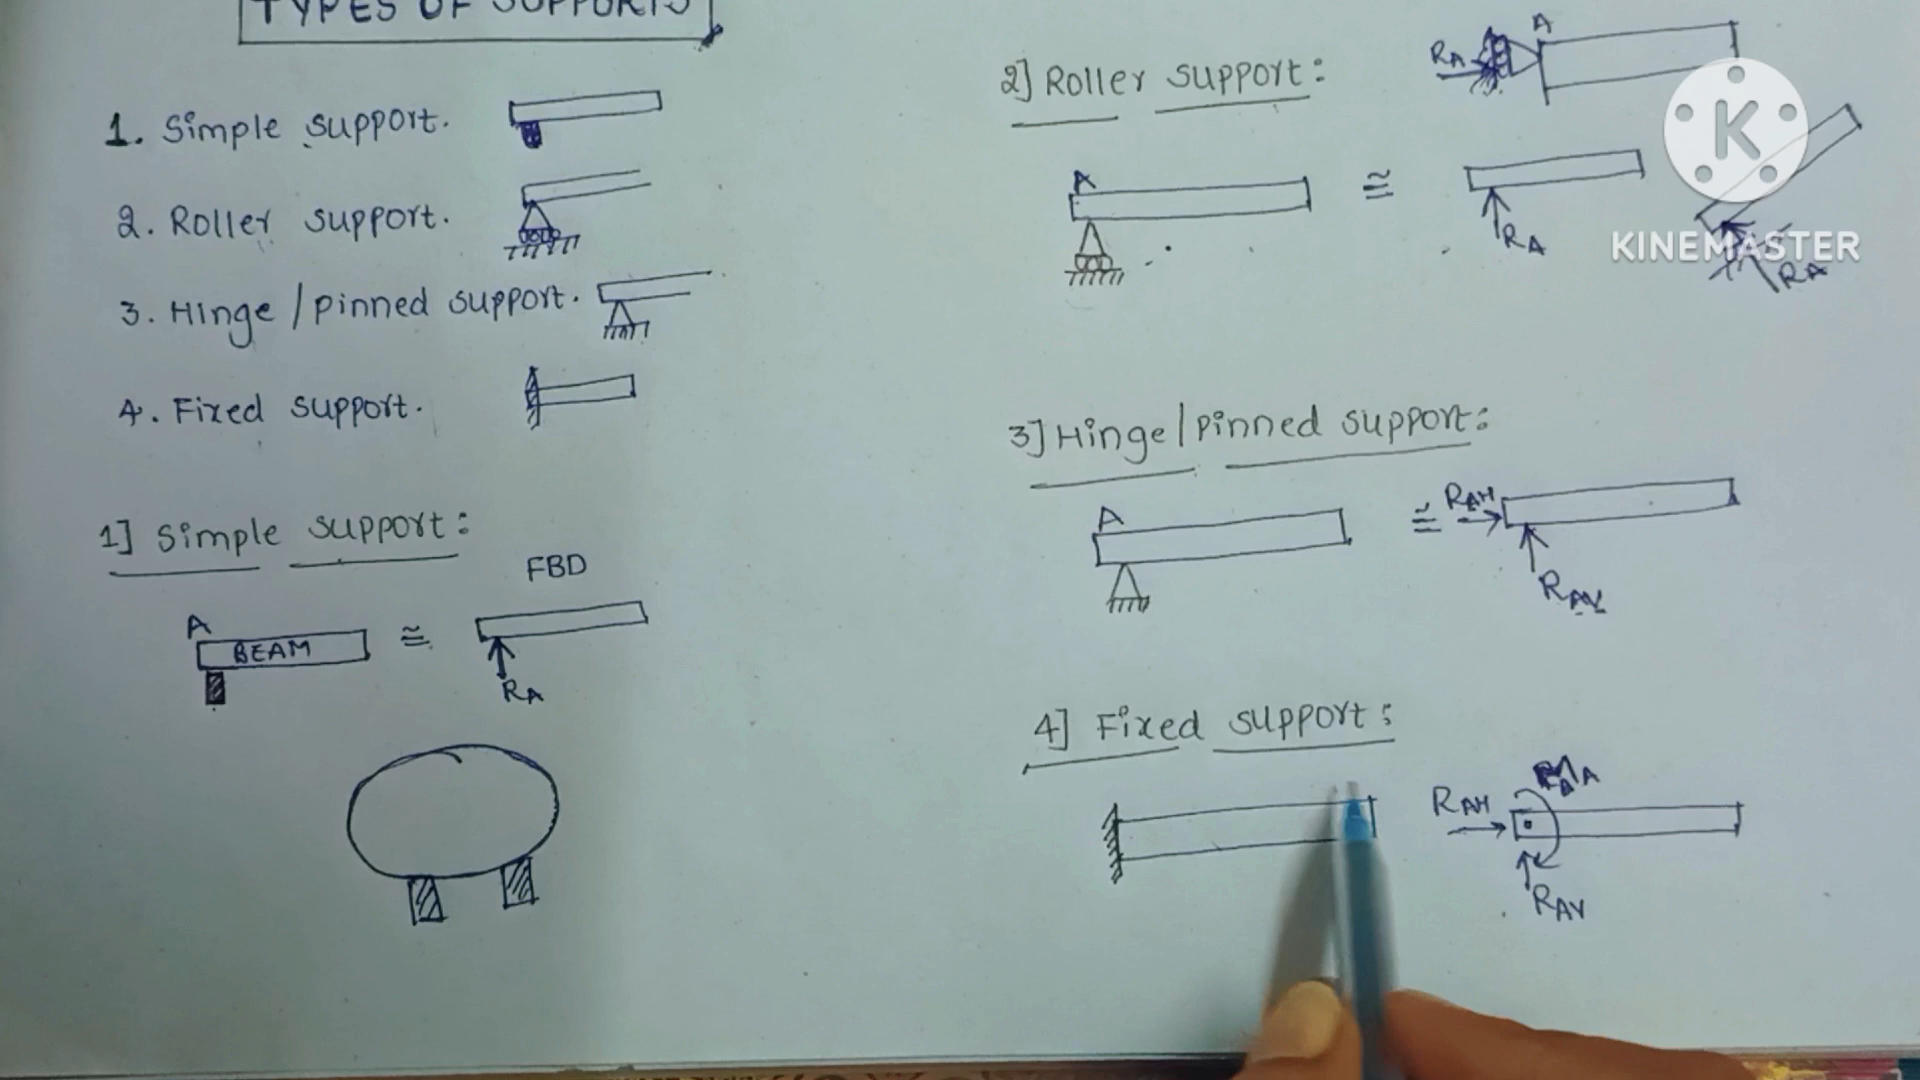 TYPES OF SUPPORTS
1. Simple support.
2. Roller support.
3. Hinge / pinned support.
4. Fixed support.
1] Simple support:
FBD
A
BEAM
≅
RA
2] Roller support:
A
RA
A
≅
RA
RA
K
KINEMASTER
3] Hinge / pinned support:
A
≅
RAH
RAV
4] Fixed support:
RAH
MA
RAV